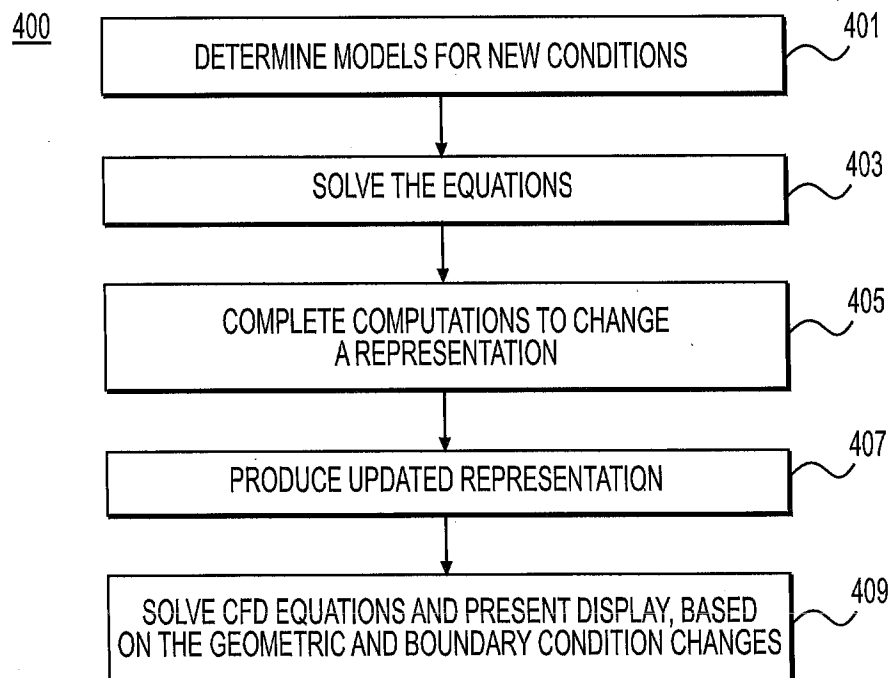 400
DETERMINE MODELS FOR NEW CONDITIONS
401
SOLVE THE EQUATIONS
403
COMPLETE COMPUTATIONS TO CHANGE
A REPRESENTATION
405
PRODUCE UPDATED REPRESENTATION
407
SOLVE CFD EQUATIONS AND PRESENT DISPLAY, BASED
ON THE GEOMETRIC AND BOUNDARY CONDITION CHANGES
409